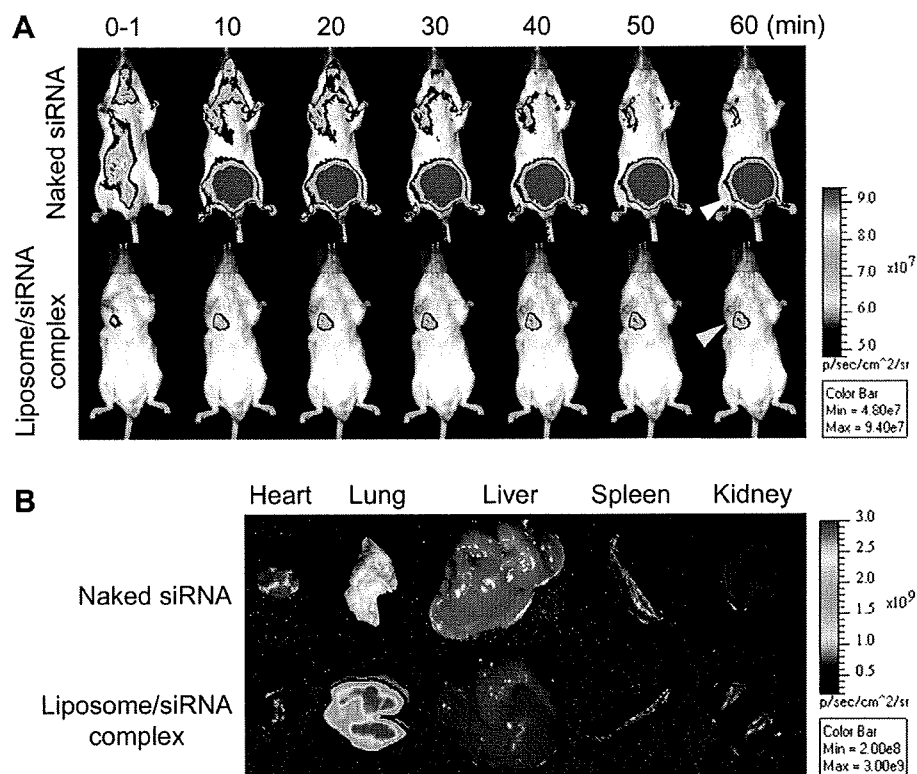 A
0-1 10 20 30 40 50 60 (min)
Naked siRNA
Liposome/siRNA
complex
9.0
8.0
7.0
6.0
5.0
x10^7
p/sec/cm^2/sr
Color Bar
Min = 4.80e7
Max = 9.40e7
B
Heart Lung Liver Spleen Kidney
Naked siRNA
Liposome/siRNA
complex
3.0
2.5
2.0
1.5
1.0
0.5
x10^9
p/sec/cm^2/sr
Color Bar
Min = 2.00e8
Max = 3.00e9